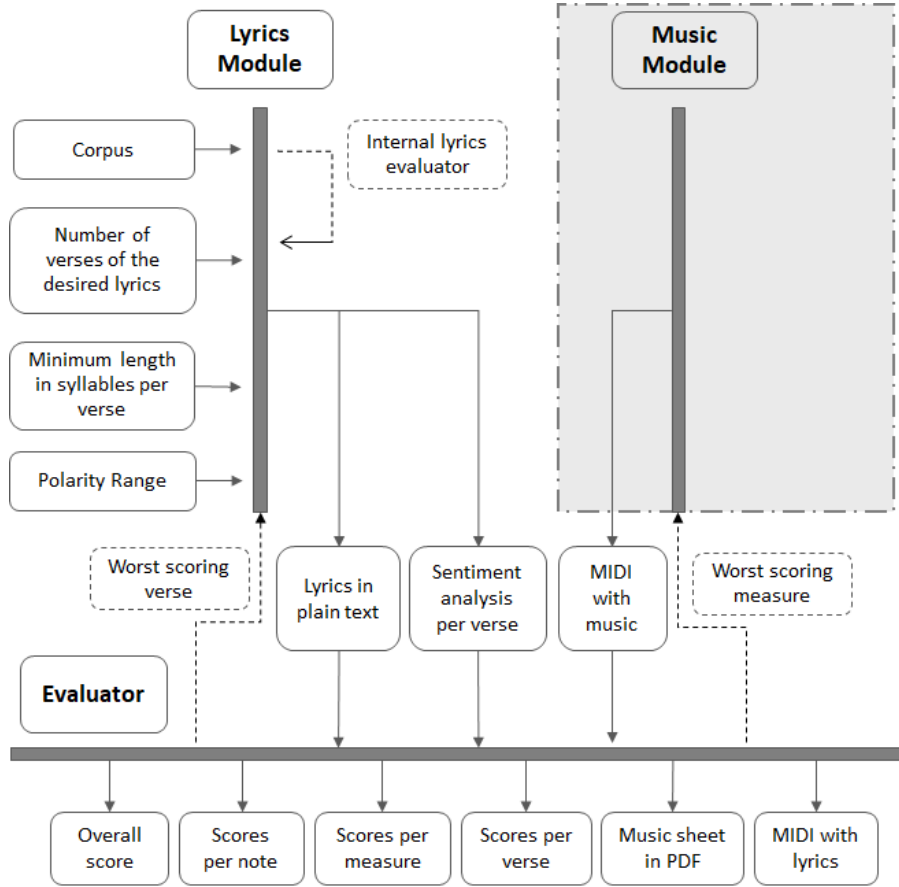 Lyrics
Module
Music
Module
Corpus
Internal lyrics
evaluator
Number of
verses of the
desired lyrics
Minimum length
in syllables per
verse
Polarity Range
Worst scoring
verse
Lyrics in
plain text
Sentiment
analysis
per verse
MIDI
with
music
Worst scoring
measure
Evaluator
Overall
score
Scores
per note
Scores per
measure
Scores per
verse
Music sheet
in PDF
MIDI with
lyrics